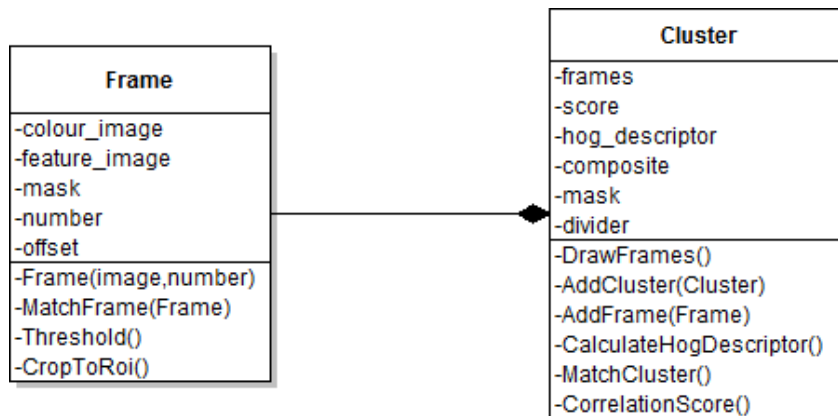 Frame
-colour_image
-feature_image
-mask
-number
-offset
-Frame(image,number)
-MatchFrame(Frame)
-Threshold()
-CropToRoi()
Cluster
-frames
-score
-hog_descriptor
-composite
-mask
-divider
-DrawFrames()
-AddCluster(Cluster)
-AddFrame(Frame)
-CalculateHogDescriptor()
-MatchCluster()
-CorrelationScore()